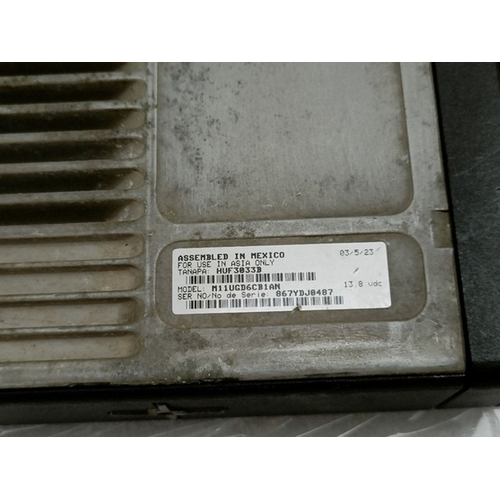 ASSEMBLED IN MEXICO 03/5/23
FOR USE IN ASIA ONLY
TANAPA: HUF3033B
MODEL: M11UGD6CB1AN 13.8 vdc
SER NO/No de Serie: 867YDJ8487